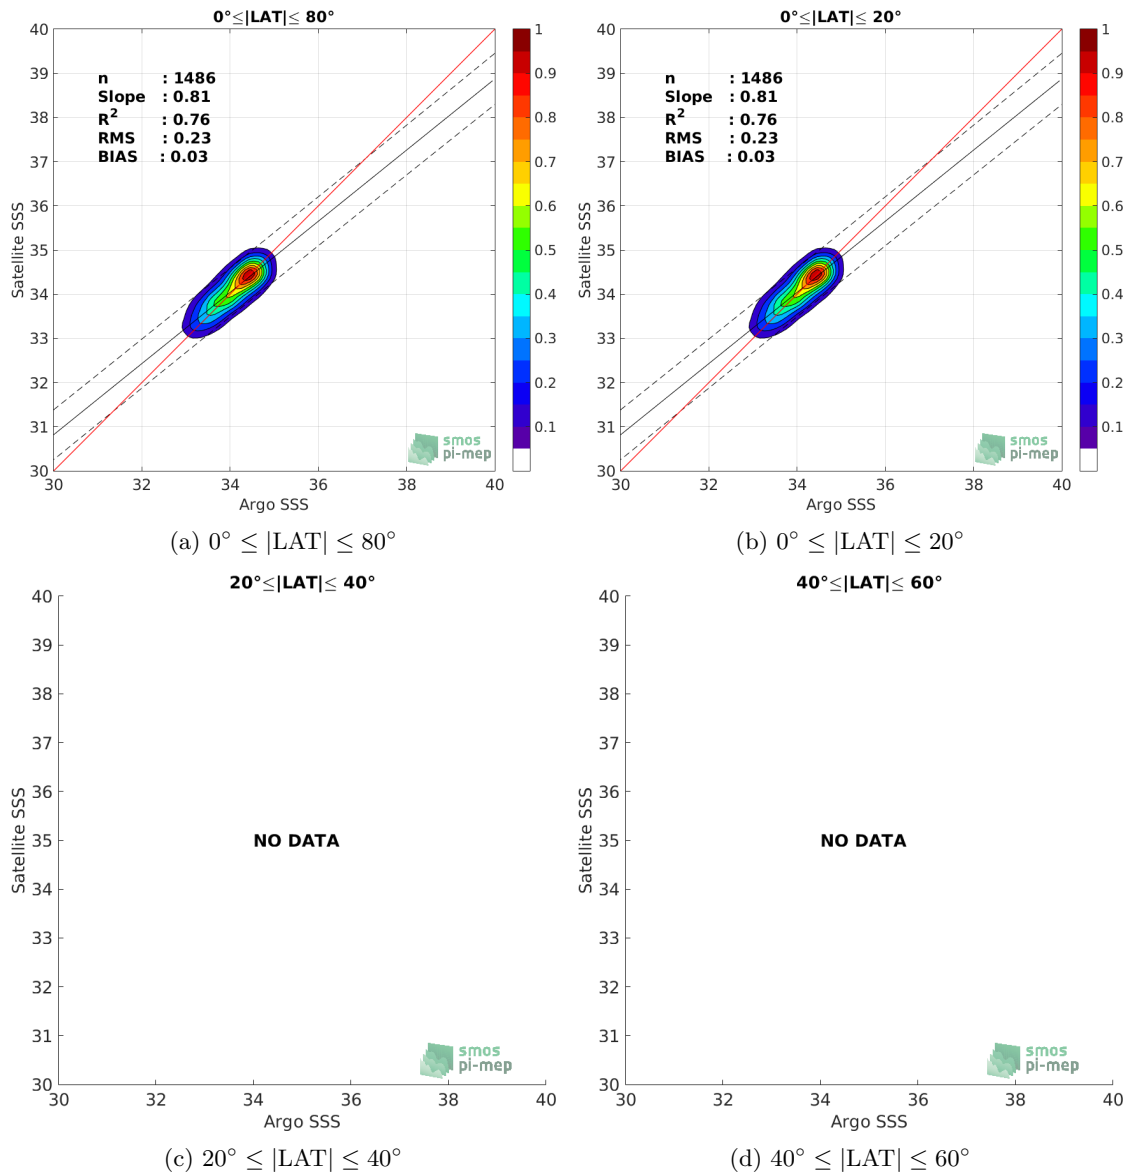 0°≤|LAT|≤ 80°
40
39
38
37
36
35
34
33
32
31
30
Satellite SSS
n : 1486
Slope : 0.81
R² : 0.76
RMS : 0.23
BIAS : 0.03
smos
pi-mep
30 32 34 36 38 40
Argo SSS
1
0.9
0.8
0.7
0.6
0.5
0.4
0.3
0.2
0.1
(a) 0° ≤ |LAT| ≤ 80°
0°≤|LAT|≤ 20°
40
39
38
37
36
35
34
33
32
31
30
Satellite SSS
n : 1486
Slope : 0.81
R² : 0.76
RMS : 0.23
BIAS : 0.03
smos
pi-mep
30 32 34 36 38 40
Argo SSS
1
0.9
0.8
0.7
0.6
0.5
0.4
0.3
0.2
0.1
(b) 0° ≤ |LAT| ≤ 20°
20°≤|LAT|≤ 40°
40
39
38
37
36
35
34
33
32
31
30
Satellite SSS
NO DATA
smos
pi-mep
30 32 34 36 38 40
Argo SSS
(c) 20° ≤ |LAT| ≤ 40°
40°≤|LAT|≤ 60°
40
39
38
37
36
35
34
33
32
31
30
Satellite SSS
NO DATA
smos
pi-mep
30 32 34 36 38 40
Argo SSS
(d) 40° ≤ |LAT| ≤ 60°